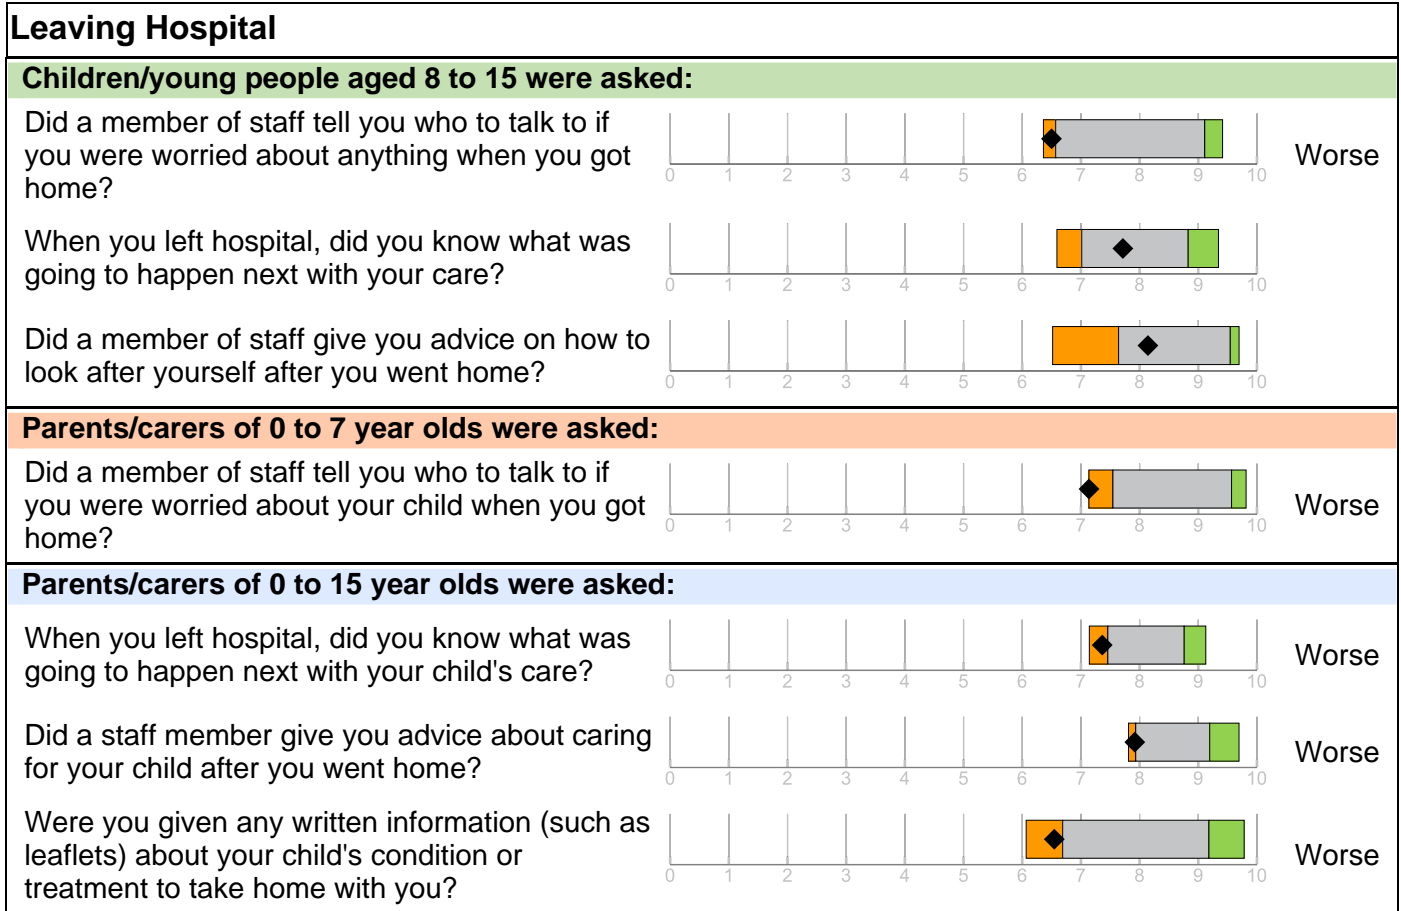 Leaving Hospital
Children/young people aged 8 to 15 were asked:
Did a member of staff tell you who to talk to if
you were worried about anything when you got
home?
0 1 2 3 4 5 6 7 8 9 10
Worse
When you left hospital, did you know what was
going to happen next with your care?
0 1 2 3 4 5 6 7 8 9 10
Did a member of staff give you advice on how to
look after yourself after you went home?
0 1 2 3 4 5 6 7 8 9 10
Parents/carers of 0 to 7 year olds were asked:
Did a member of staff tell you who to talk to if
you were worried about your child when you got
home?
0 1 2 3 4 5 6 7 8 9 10
Worse
Parents/carers of 0 to 15 year olds were asked:
When you left hospital, did you know what was
going to happen next with your child's care?
0 1 2 3 4 5 6 7 8 9 10
Worse
Did a staff member give you advice about caring
for your child after you went home?
0 1 2 3 4 5 6 7 8 9 10
Worse
Were you given any written information (such as
leaflets) about your child's condition or
treatment to take home with you?
0 1 2 3 4 5 6 7 8 9 10
Worse